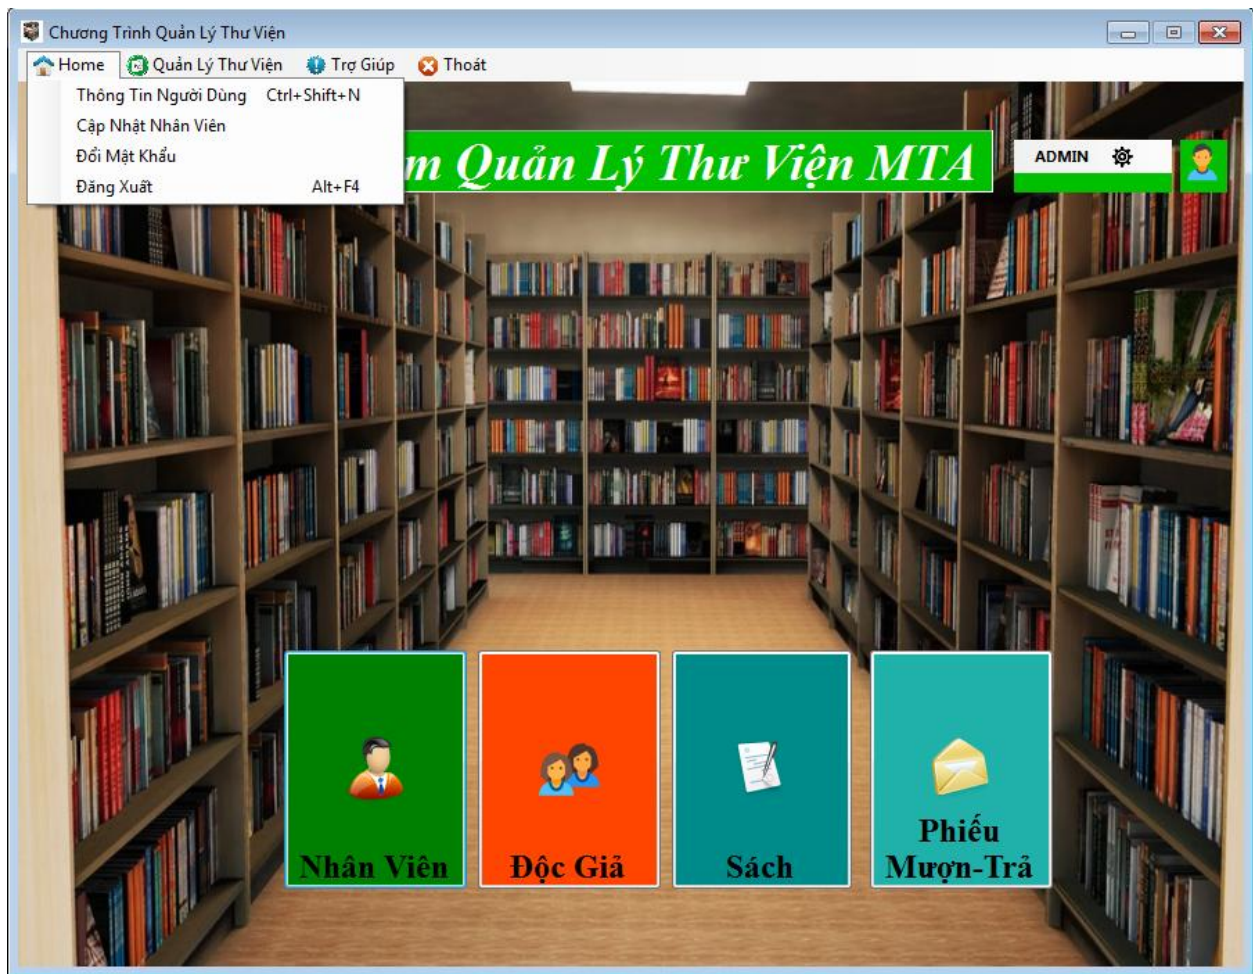 Chương Trình Quản Lý Thư Viện
Home Quản Lý Thư Viện Trợ Giúp Thoát
Thông Tin Người Dùng Ctrl+Shift+N
Cập Nhật Nhân Viên
Đổi Mật Khẩu
Đăng Xuất Alt+F4
m Quản Lý Thư Viện MTA
ADMIN
Nhân Viên
Độc Giả
Sách
Phiếu
Mượn-Trả